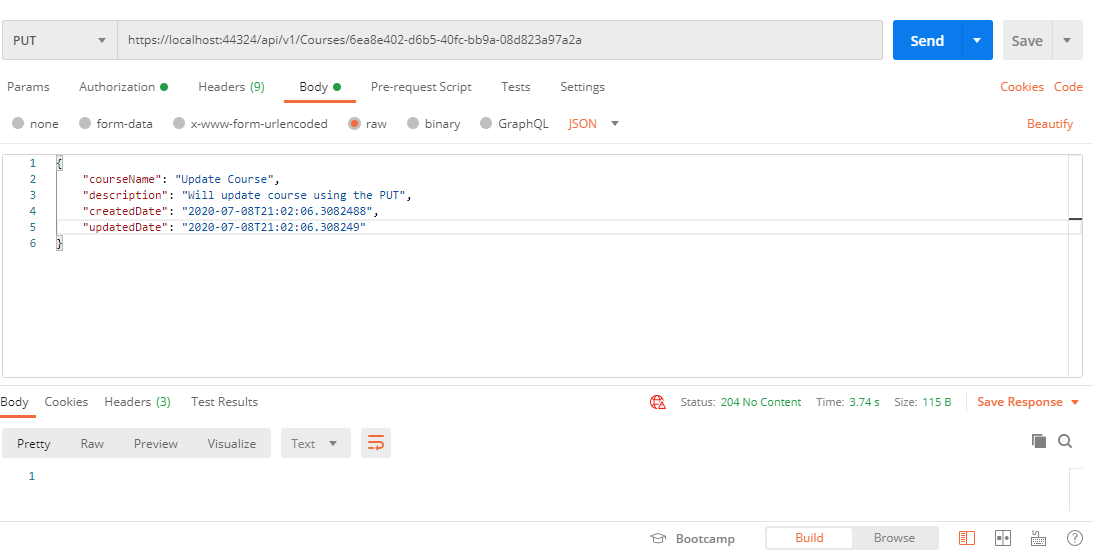 PUT https://localhost:44324/api/v1/Courses/6ea8e402-d6b5-40fc-bb9a-08d823a97a2a Send Save
Params Authorization Headers (9) Body Pre-request Script Tests Settings Cookies Code
none form-data x-www-form-urlencoded raw binary GraphQL JSON Beautify
1 {
2 "courseName": "Update Course",
3 "description": "Will update course using the PUT",
4 "createdDate": "2020-07-08T21:02:06.3082488",
5 "updatedDate": "2020-07-08T21:02:06.308249"
6 }
Body Cookies Headers (3) Test Results Status: 204 No Content Time: 3.74 s Size: 115 B Save Response
Pretty Raw Preview Visualize Text
1
Bootcamp Build Browse ?